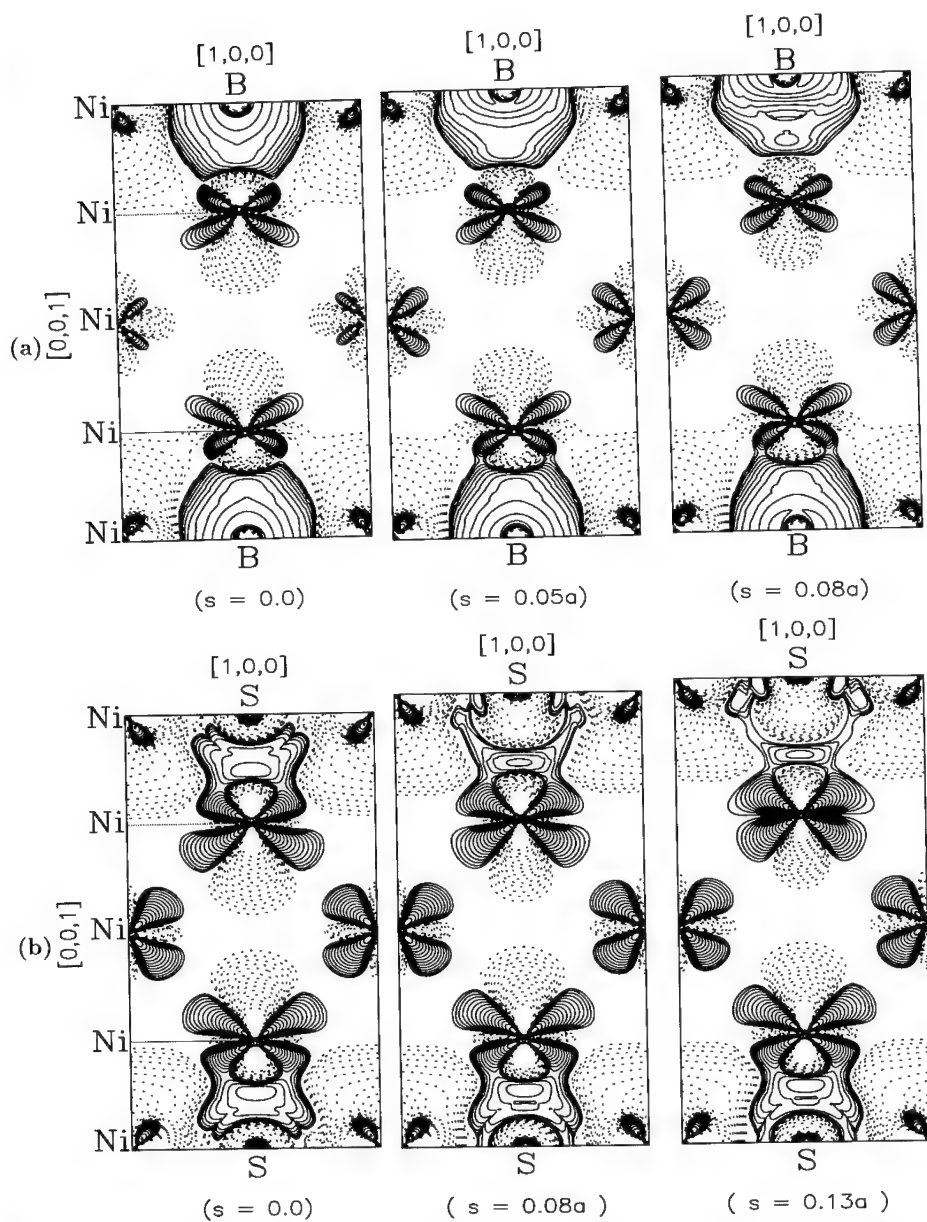 [1,0,0] [1,0,0] [1,0,0]
B B B
Ni
Ni
Ni
(a) [0,0,1]
Ni
Ni
B B B
(s = 0.0) (s = 0.05a) (s = 0.08a)
[1,0,0] [1,0,0] [1,0,0]
S S S
Ni
Ni
Ni
(b) [0,0,1]
Ni
Ni
S S S
(s = 0.0) ( s = 0.08a) ( s = 0.13a )